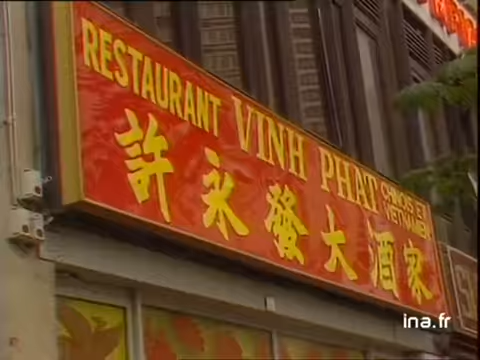 RESTAURANT VINH PHAT CHINOIS ET
VIETNAMIEN
許永發大酒家
ina.fr